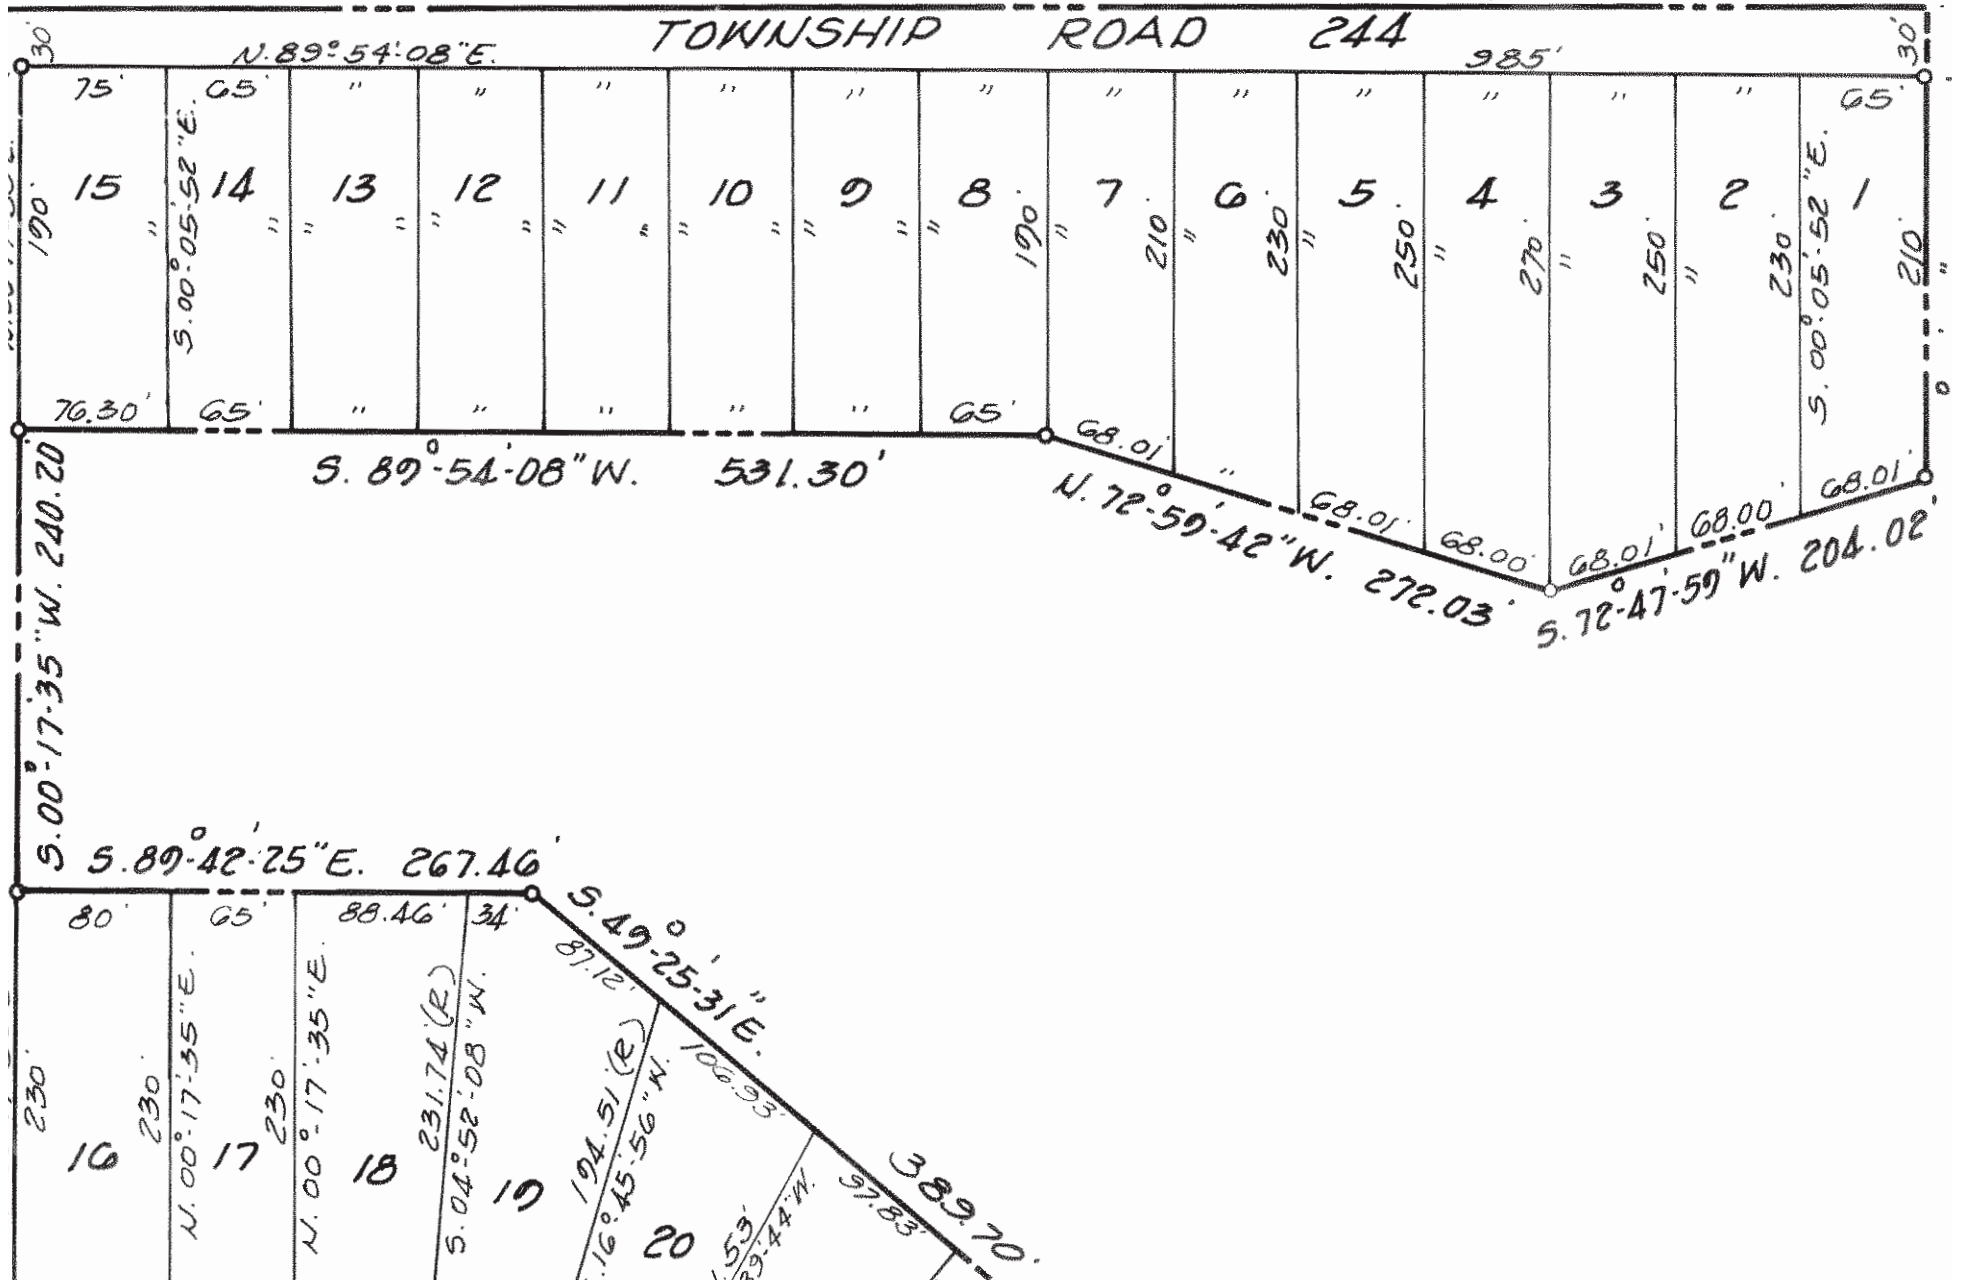 TOWNSHIP ROAD 244
30'
N. 89°-54'-08"E.
985'
30'
75' 65' " " " " " " " " " " " " 65'
15 14 13 12 11 10 9 8 7 6 5 4 3 2 1
190' " " " " " " " " " " " " " " 190' " 210' " 230' " 250' " 270' " 250' " 230' 210' "
S. 00°-05'-52"E.
S. 00°-05'-52"E.
76.30' 65' " " " " " 65'
68.01' " 68.01' 68.00' 68.01' 68.00' 68.01'
S. 89°-54'-08"W. 531.30'
N. 72°-59'-42"W. 272.03'
S. 72°-47'-59"W. 204.02'
S. 00°-17'-35"W. 240.20
S. 89°-42'-25"E. 267.46'
80' 65' 88.46' 34'
S. 49°-25'-31"E. 389.70'
87.12'
106.93'
97.83'
230'
230'
N. 00°-17'-35"E.
230'
N. 00°-17'-35"E.
231.74'(R.)
S. 04°-52'-08"W.
194.51'(R)
.16°-45'-56"W.
.53'
39'-44"W.
16 17 18 19 20